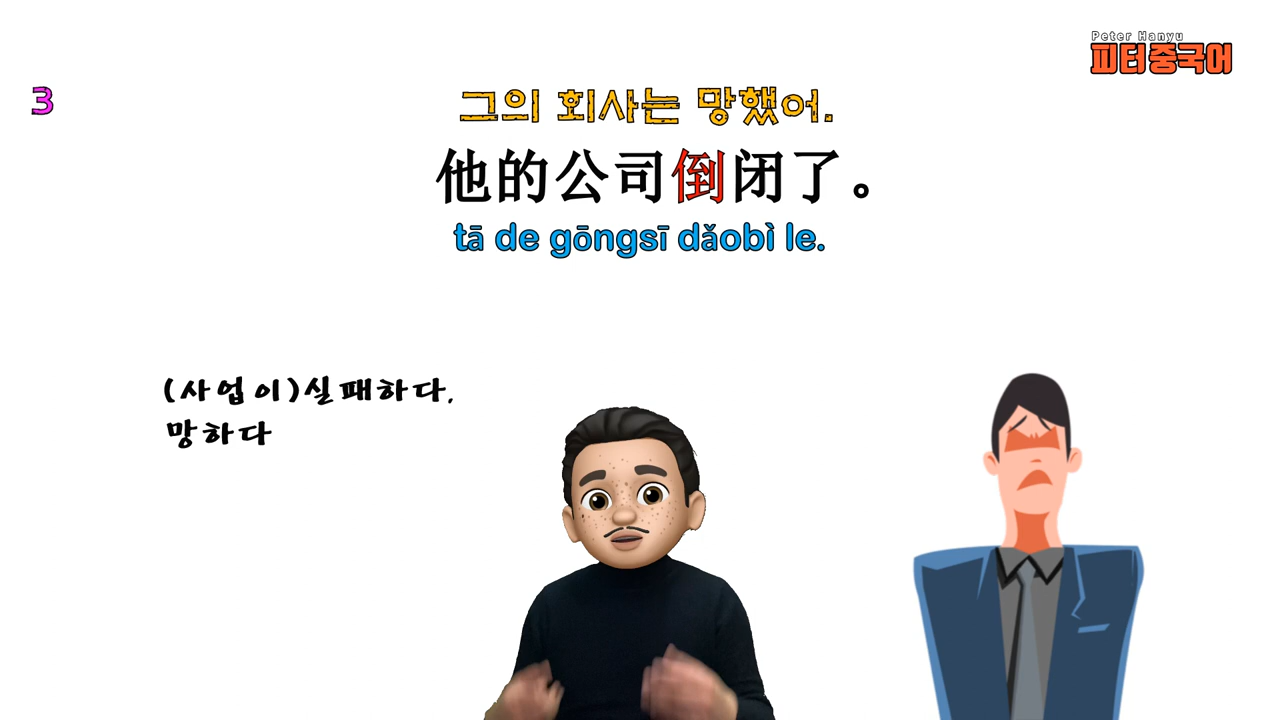 Peter Hanyu
피터중국어
3
그의 회사는 망했어.
他的公司倒闭了。
tā de gōngsī dǎobì le.
(사업이)실패하다.
망하다